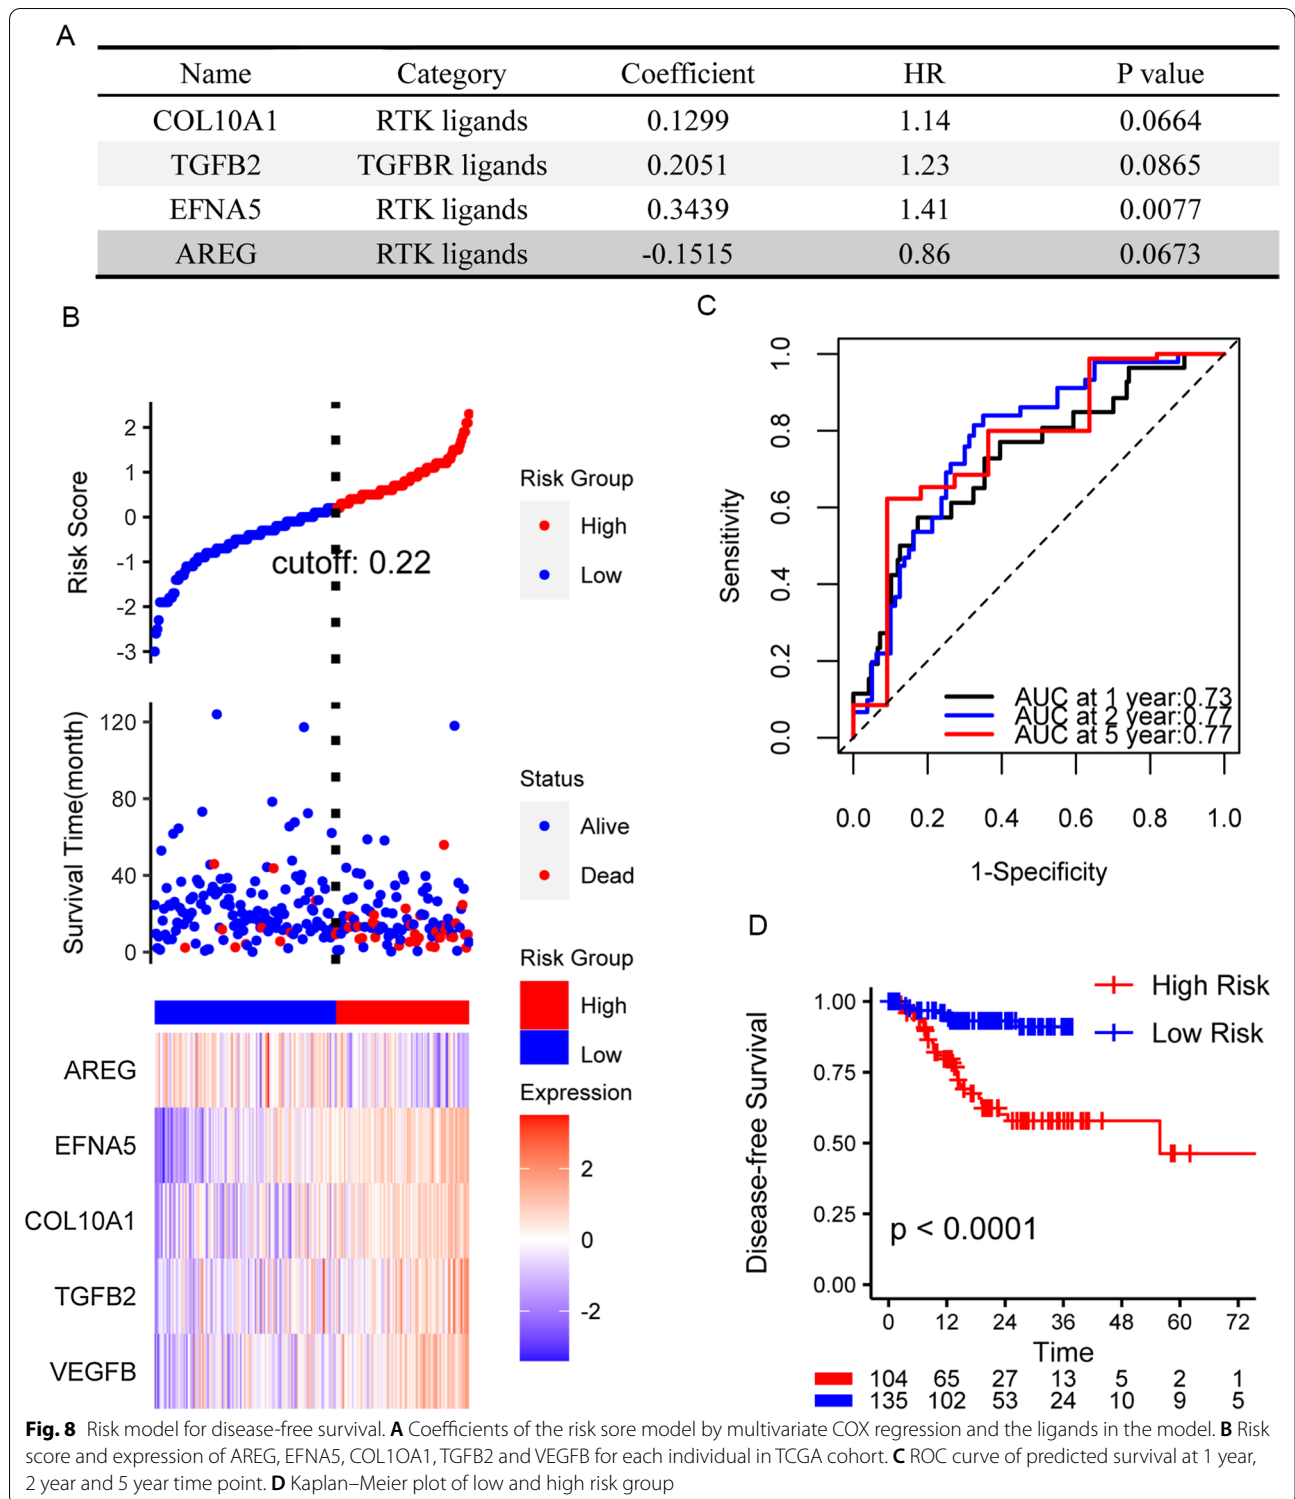 A
Name Category Coefficient HR P value
COL10A1 RTK ligands 0.1299 1.14 0.0664
TGFB2 TGFBR ligands 0.2051 1.23 0.0865
EFNA5 RTK ligands 0.3439 1.41 0.0077
AREG RTK ligands -0.1515 0.86 0.0673
B
Risk Score
2
1
0
-1
-2
-3
cutoff: 0.22
Risk Group
High
Low
Survival Time(month)
120
80
40
0
Status
Alive
Dead
Risk Group
High
Low
AREG
EFNA5
COL10A1
TGFB2
VEGFB
Expression
2
0
-2
C
Sensitivity
1.0
0.8
0.6
0.4
0.2
0.0
AUC at 1 year:0.73
AUC at 2 year:0.77
AUC at 5 year:0.77
0.0 0.2 0.4 0.6 0.8 1.0
1-Specificity
D
High Risk
Low Risk
Disease-free Survival
1.00
0.75
0.50
0.25
0.00
p < 0.0001
0 12 24 36 48 60 72
Time
104 65 27 13 5 2 1
135 102 53 24 10 9 5
Fig. 8 Risk model for disease-free survival. A Coefficients of the risk sore model by multivariate COX regression and the ligands in the model. B Risk
score and expression of AREG, EFNA5, COL1OA1, TGFB2 and VEGFB for each individual in TCGA cohort. C ROC curve of predicted survival at 1 year,
2 year and 5 year time point. D Kaplan–Meier plot of low and high risk group